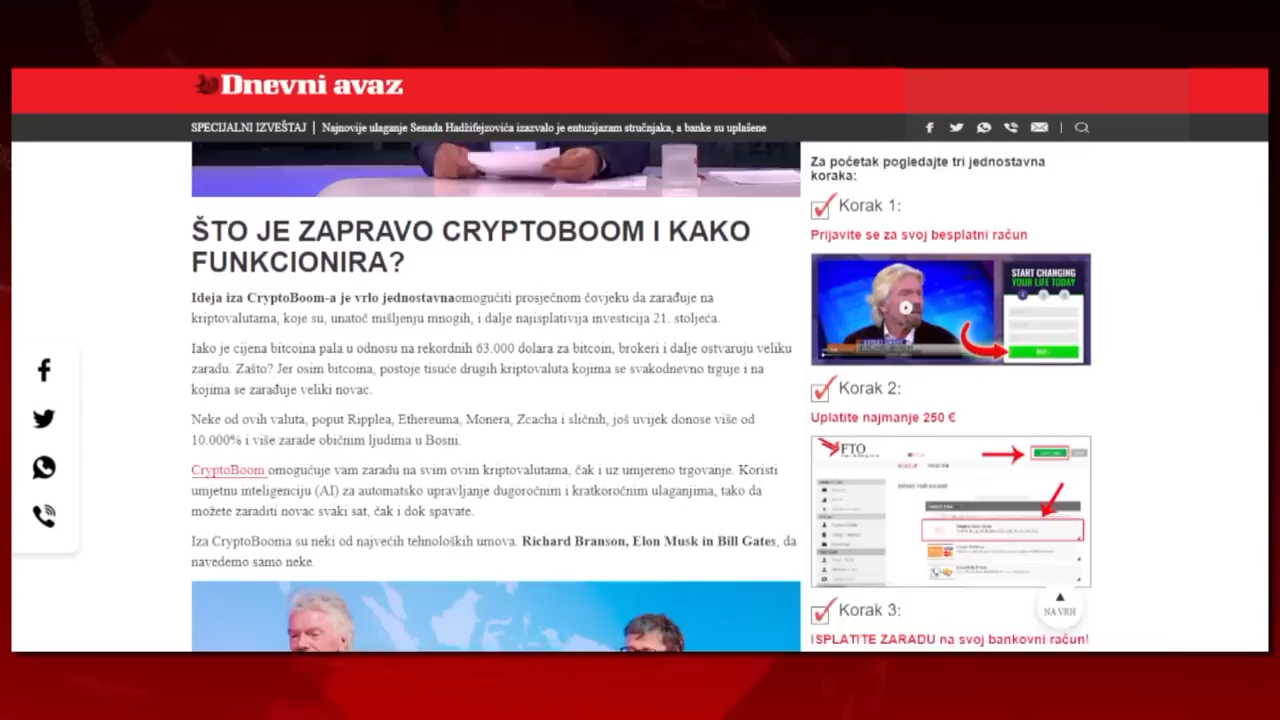 Dnevni avaz
SPECIJALNI IZVEŠTAJ | Najnovije ulaganje Senada Hadžifejzovića izazvalo je entuzijazam stručnjaka, a banke su uplašene
ŠTO JE ZAPRAVO CRYPTOBOOM I KAKO
FUNKCIONIRA?
Ideja iza CryptoBoom-a je vrlo jednostavnaomogućiti prosječnom čovjeku da zarađuje na
kriptovalutama, koje su, unatoč mišljenju mnogih, i dalje najisplativija investicija 21. stoljeća.
Iako je cijena bitcoina pala u odnosu na rekordnih 63.000 dolara za bitcoin, brokeri i dalje ostvaruju veliku
zaradu. Zašto? Jer osim bitcoina, postoje tisuće drugih kriptovaluta kojima se svakodnevno trguje i na
kojima se zarađuje veliki novac.
Neke od ovih valuta, poput Ripplea, Ethereuma, Monera, Zcacha i sličnih, još uvijek donose više od
10.000% i više zarade običnim ljudima u Bosni.
CryptoBoom omogućuje vam zaradu na svim ovim kriptovalutama, čak i uz umjereno trgovanje. Koristi
umjetnu inteligenciju (AI) za automatsko upravljanje dugoročnim i kratkoročnim ulaganjima, tako da
možete zaraditi novac svaki sat, čak i dok spavate.
Iza CryptoBooma su neki od najvećih tehnoloških umova. Richard Branson, Elon Musk in Bill Gates, da
navedemo samo neke.
Za početak pogledajte tri jednostavna
koraka:
Korak 1:
Prijavite se za svoj besplatni račun
START CHANGING
YOUR LIFE TODAY
Korak 2:
Uplatite najmanje 250 €
FTO
Korak 3:
ISPLATITE ZARADU na svoj bankovni račun!
NA VRH